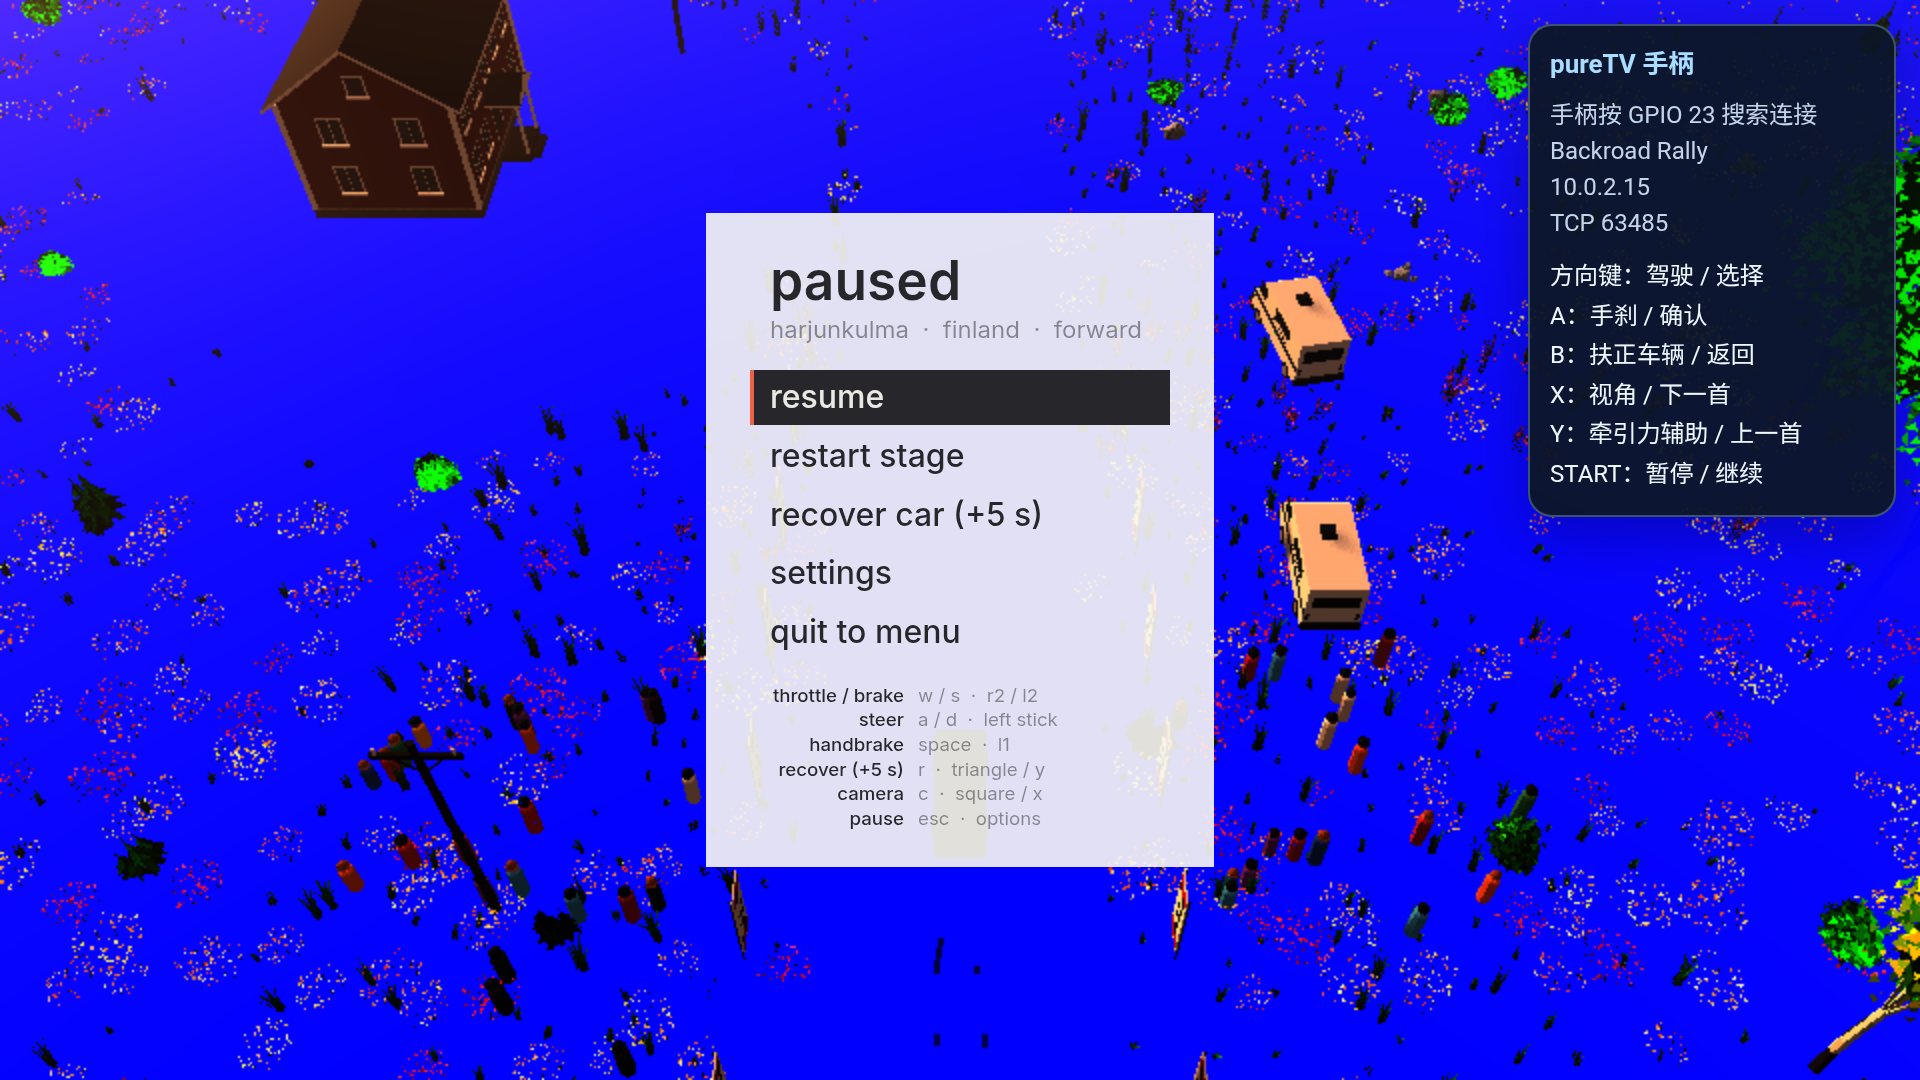 paused
harjunkulma · finland · forward
resume
restart stage
recover car (+5 s)
settings
quit to menu
throttle / brake w / s · r2 / l2
steer a / d · left stick
handbrake space · l1
recover (+5 s) r · triangle / y
camera c · square / x
pause esc · options
pureTV 手柄
手柄按 GPIO 23 搜索连接
Backroad Rally
10.0.2.15
TCP 63485
方向键：驾驶 / 选择
A：手刹 / 确认
B：扶正车辆 / 返回
X：视角 / 下一首
Y：牵引力辅助 / 上一首
START：暂停 / 继续